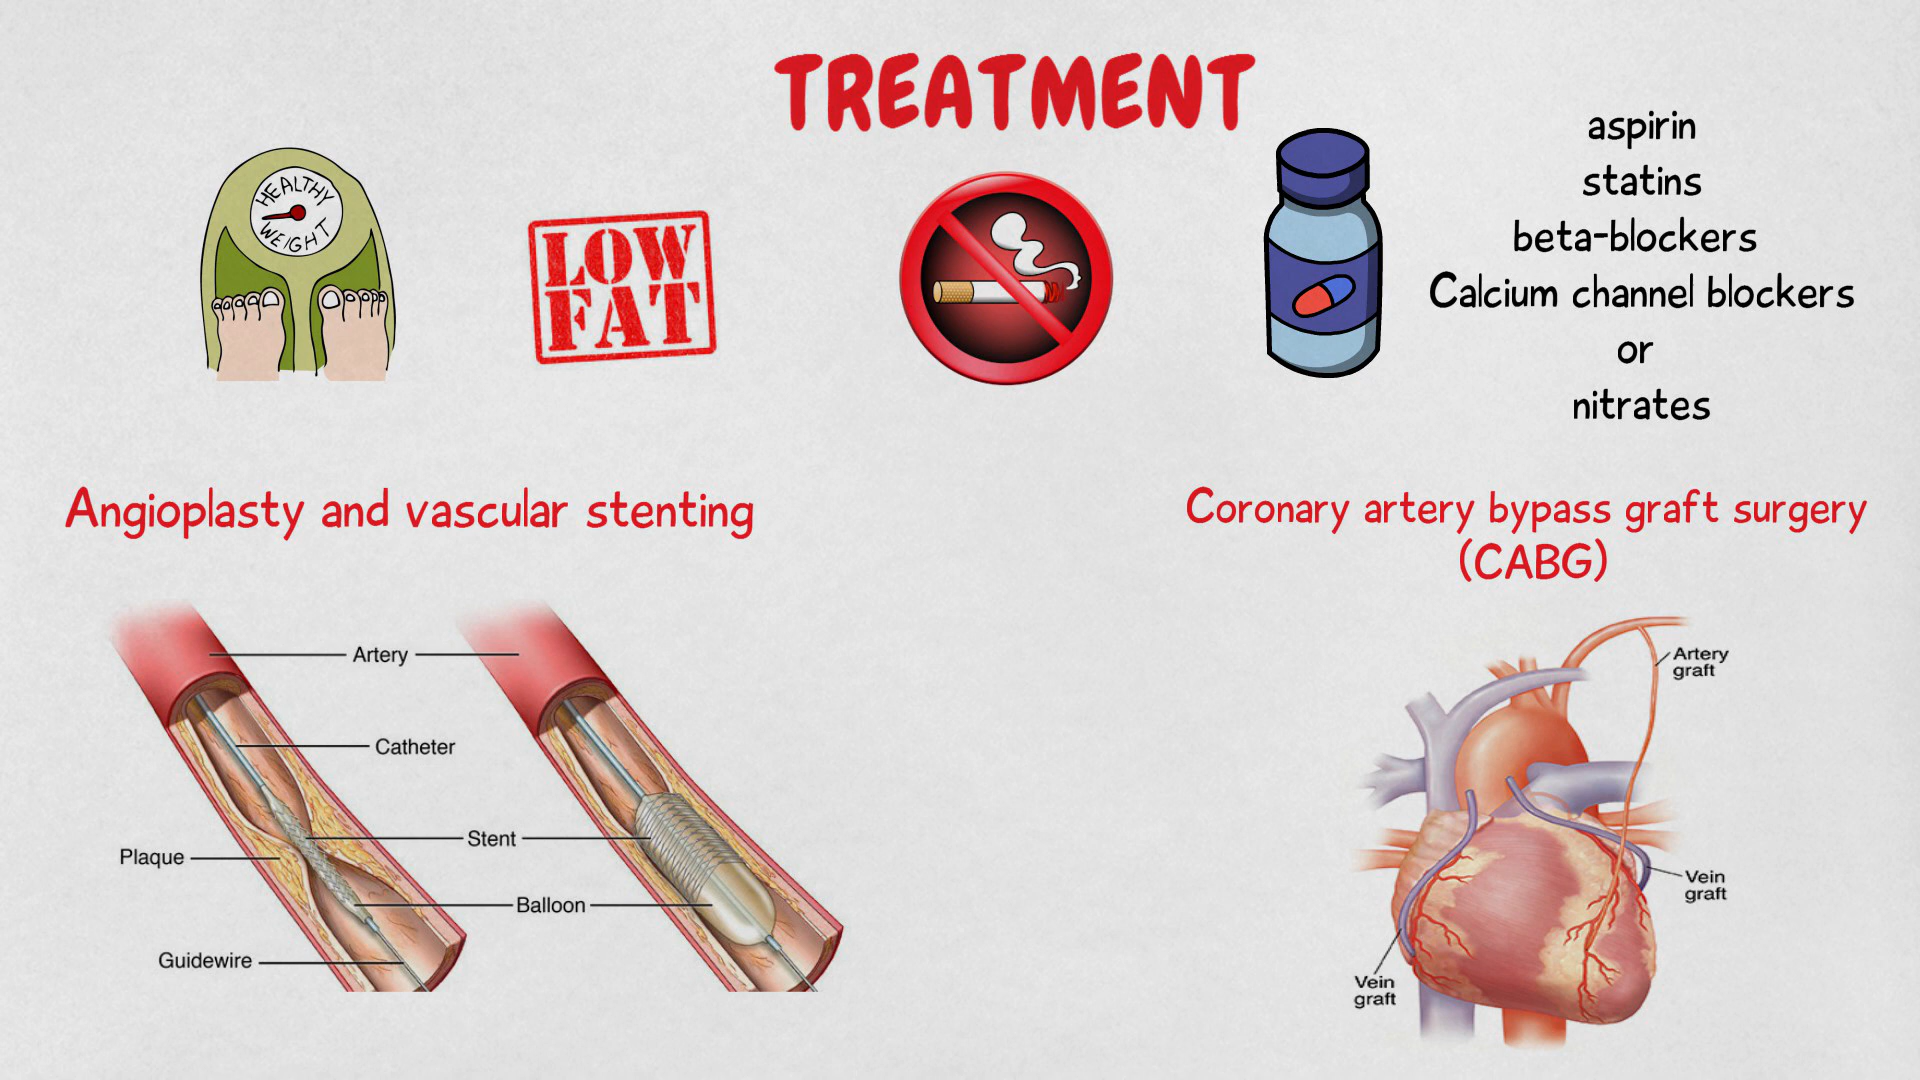 TREATMENT
HEALTHY
WEIGHT
LOW
FAT
aspirin
statins
beta-blockers
Calcium channel blockers
or
nitrates
Angioplasty and vascular stenting
Artery
Catheter
Stent
Plaque
Balloon
Guidewire
Coronary artery bypass graft surgery
(CABG)
Artery
graft
Vein
graft
Vein
graft